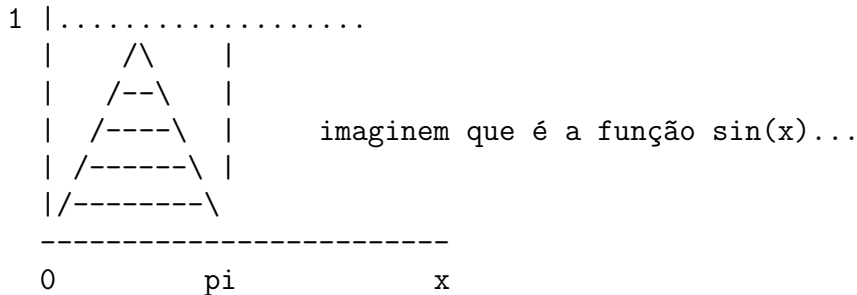 1 |...................
| /\ |
| /--\ |
| /----\ | imaginem que é a função sin(x)...
| /------\ |
|/--------\
-------------------------
0 pi x